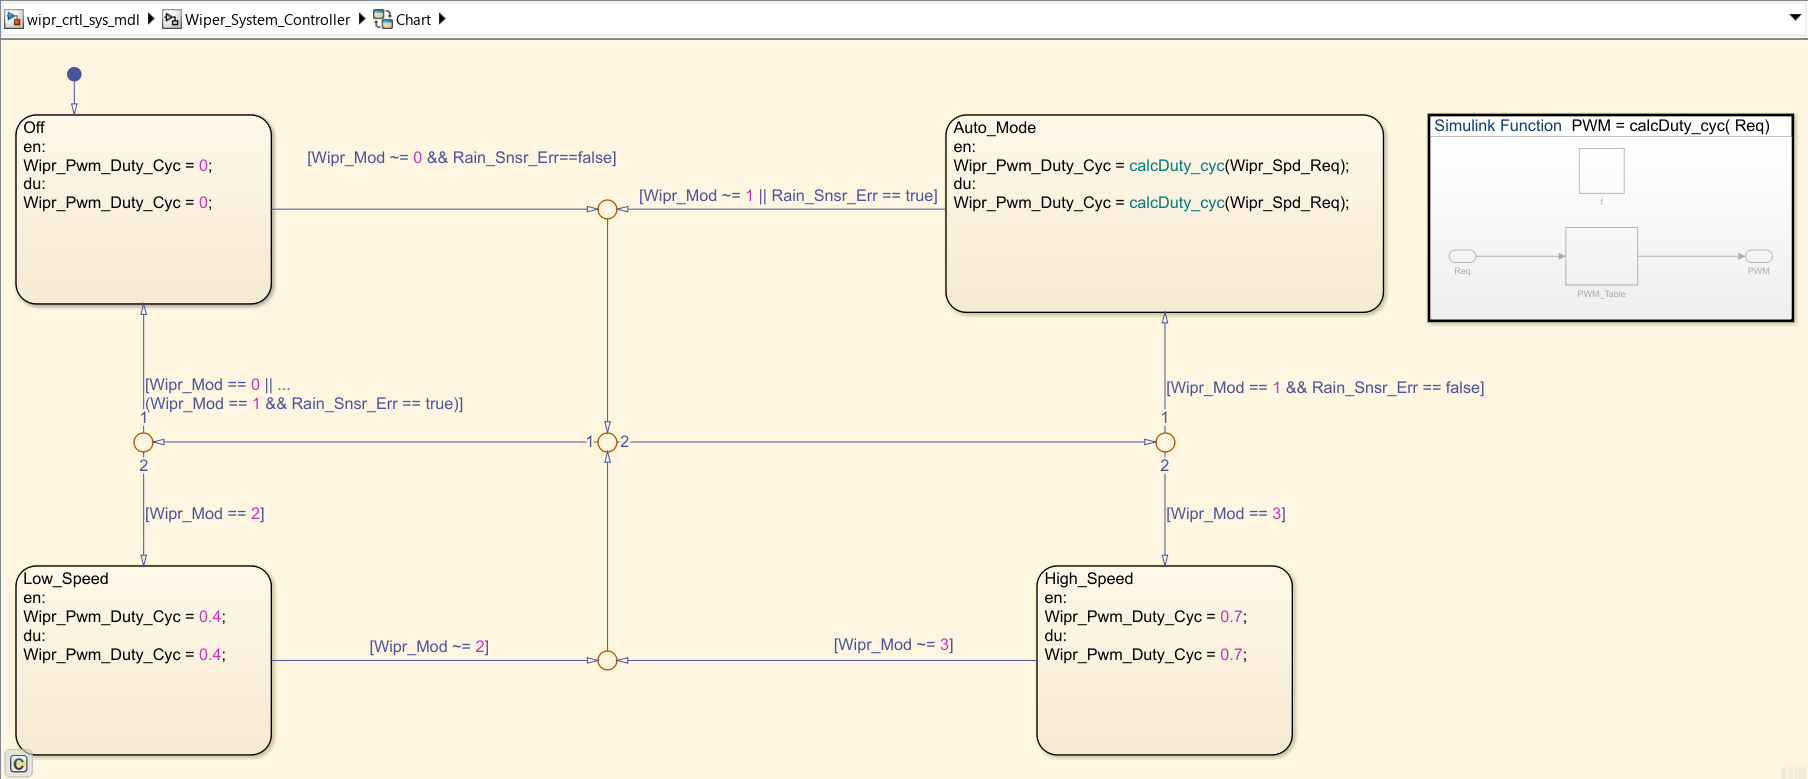 wipr_crtl_sys_mdl Wiper_System_Controller Chart
Off
en:
Wipr_Pwm_Duty_Cyc = 0;
du:
Wipr_Pwm_Duty_Cyc = 0;
[Wipr_Mod ~= 0 && Rain_Snsr_Err==false]
[Wipr_Mod ~= 1 || Rain_Snsr_Err == true]
Auto_Mode
en:
Wipr_Pwm_Duty_Cyc = calcDuty_cyc(Wipr_Spd_Req);
du:
Wipr_Pwm_Duty_Cyc = calcDuty_cyc(Wipr_Spd_Req);
Simulink Function PWM = calcDuty_cyc( Req)
f
Req
PWM_Table
PWM
[Wipr_Mod == 0 || ...
(Wipr_Mod == 1 && Rain_Snsr_Err == true)]
1
2
1
2
[Wipr_Mod == 1 && Rain_Snsr_Err == false]
1
2
[Wipr_Mod == 2]
[Wipr_Mod == 3]
Low_Speed
en:
Wipr_Pwm_Duty_Cyc = 0.4;
du:
Wipr_Pwm_Duty_Cyc = 0.4;
[Wipr_Mod ~= 2]
[Wipr_Mod ~= 3]
High_Speed
en:
Wipr_Pwm_Duty_Cyc = 0.7;
du:
Wipr_Pwm_Duty_Cyc = 0.7;
C